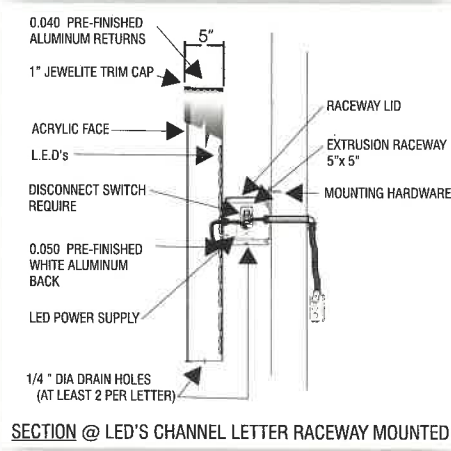 0.040 PRE-FINISHED
ALUMINUM RETURNS
5"
1" JEWELITE TRIM CAP
RACEWAY LID
ACRYLIC FACE
EXTRUSION RACEWAY
5"x 5"
L.E.D's
DISCONNECT SWITCH
REQUIRE
MOUNTING HARDWARE
0.050 PRE-FINISHED
WHITE ALUMINUM
BACK
LED POWER SUPPLY
1/4 " DIA DRAIN HOLES
(AT LEAST 2 PER LETTER)
SECTION @ LED'S CHANNEL LETTER RACEWAY MOUNTED